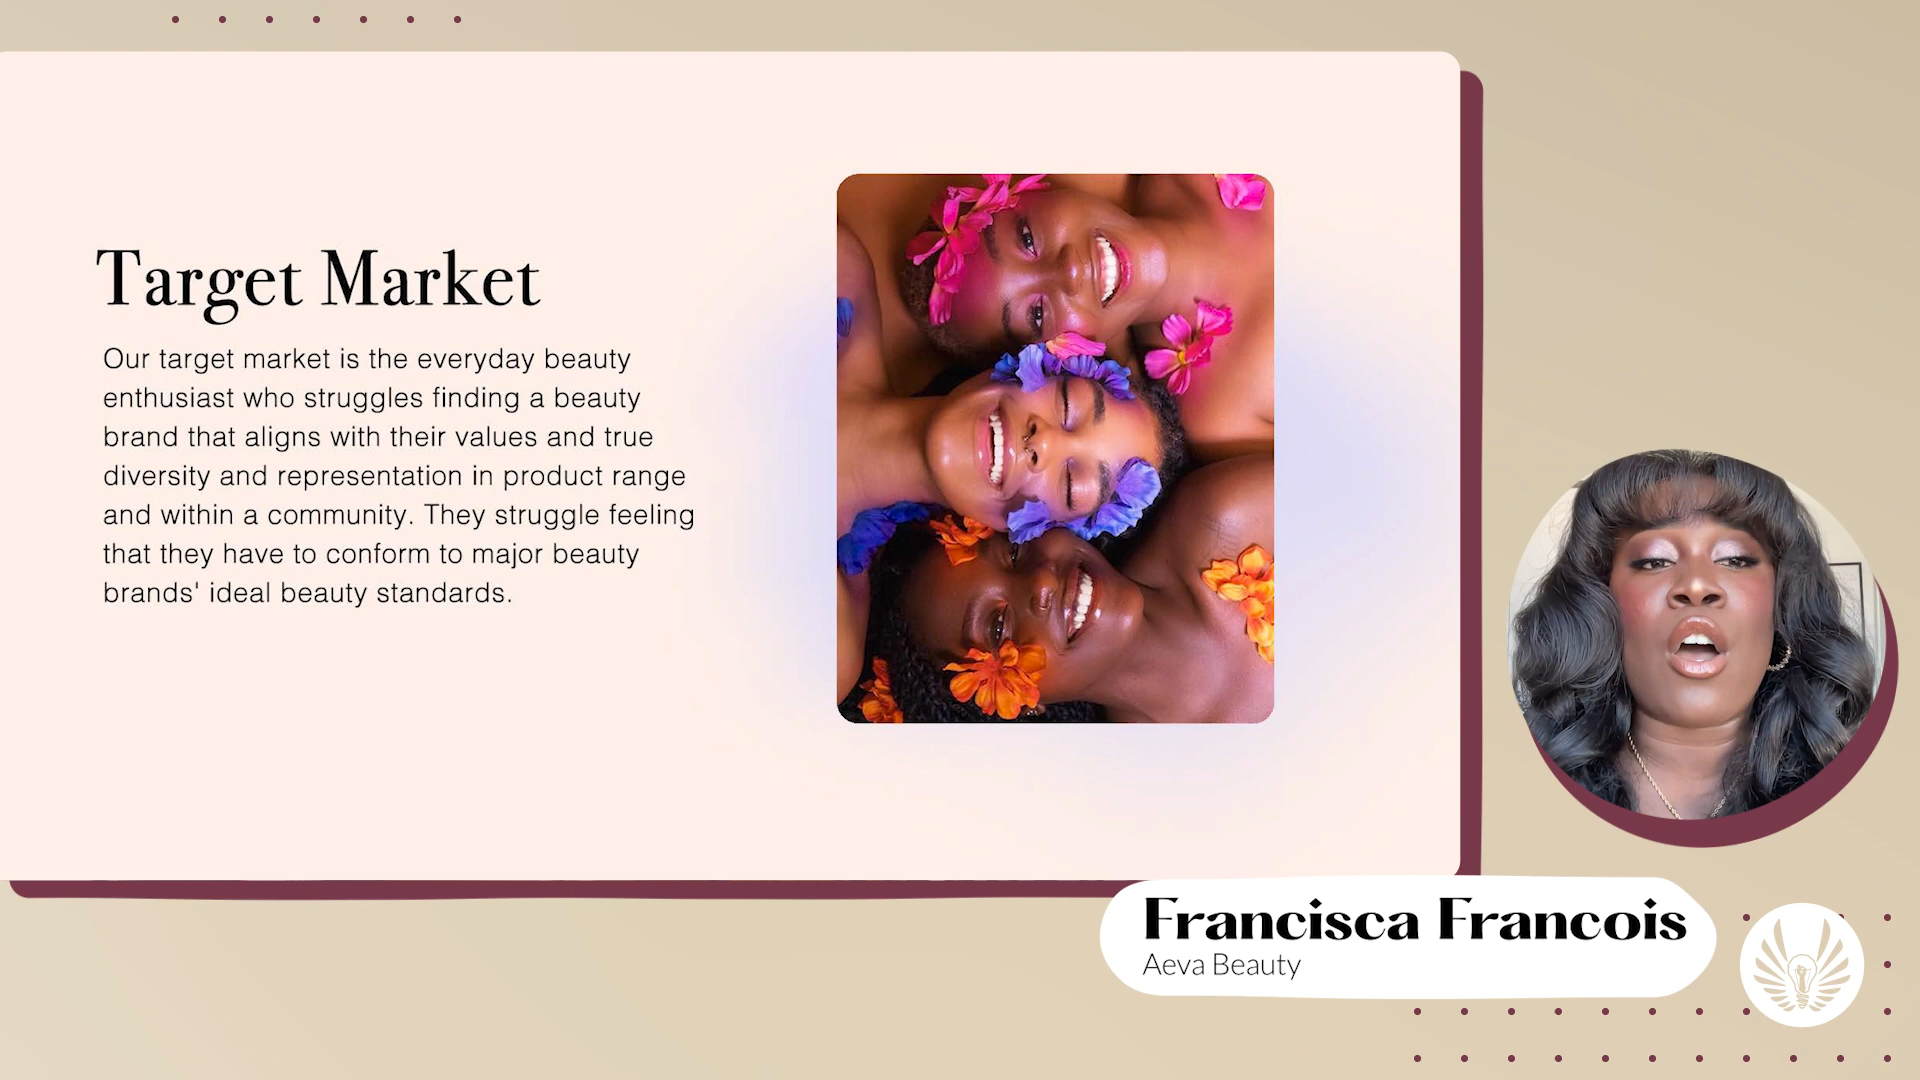 Target Market
Our target market is the everyday beauty
enthusiast who struggles finding a beauty
brand that aligns with their values and true
diversity and representation in product range
and within a community. They struggle feeling
that they have to conform to major beauty
brands' ideal beauty standards.
Francisca Francois
Aeva Beauty